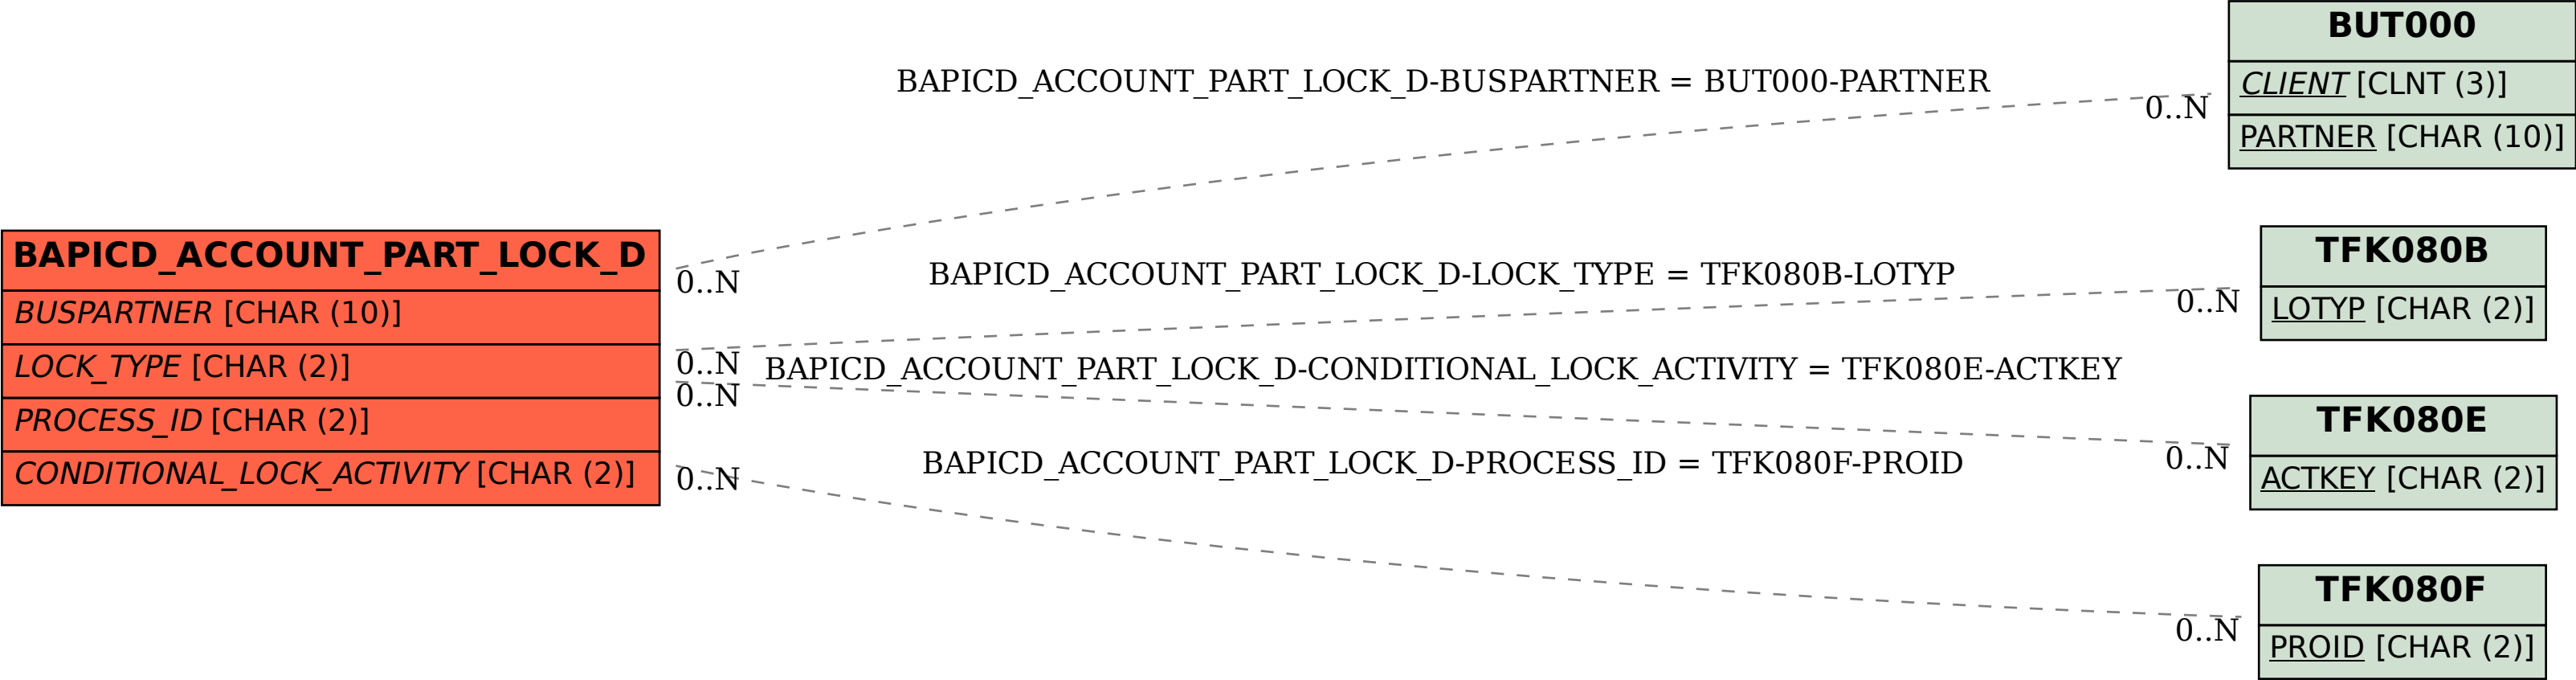 BAPICD_ACCOUNT_PART_LOCK_D
BUSPARTNER [CHAR (10)]
LOCK_TYPE [CHAR (2)]
PROCESS_ID [CHAR (2)]
CONDITIONAL_LOCK_ACTIVITY [CHAR (2)]
BAPICD_ACCOUNT_PART_LOCK_D-BUSPARTNER = BUT000-PARTNER
0..N
0..N
BAPICD_ACCOUNT_PART_LOCK_D-LOCK_TYPE = TFK080B-LOTYP
0..N
0..N
BAPICD_ACCOUNT_PART_LOCK_D-CONDITIONAL_LOCK_ACTIVITY = TFK080E-ACTKEY
0..N
0..N
BAPICD_ACCOUNT_PART_LOCK_D-PROCESS_ID = TFK080F-PROID
0..N
0..N
BUT000
CLIENT [CLNT (3)]
PARTNER [CHAR (10)]
TFK080B
LOTYP [CHAR (2)]
TFK080E
ACTKEY [CHAR (2)]
TFK080F
PROID [CHAR (2)]